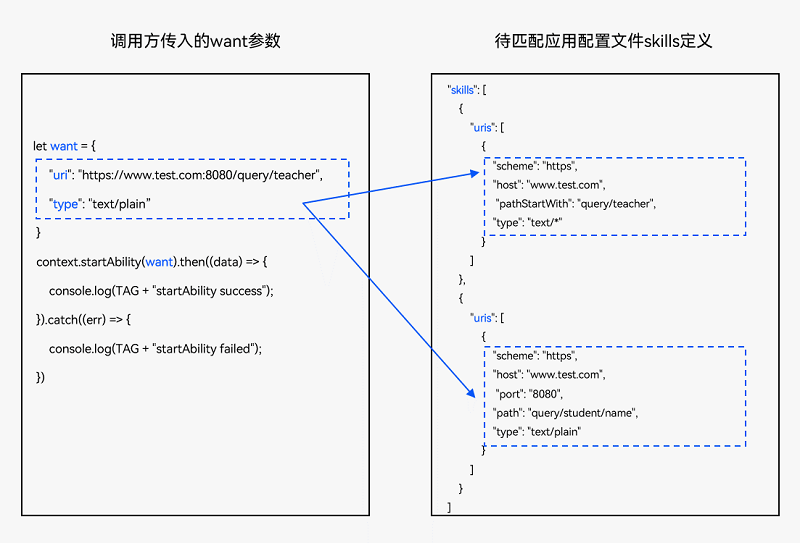 调用方传入的want参数
let want = {
"uri": "https://www.test.com:8080/query/teacher",
"type": "text/plain”
}
context.startAbility(want).then((data) => {
console.log(TAG + "startAbility success");
}).catch((err) => {
console.log(TAG + "startAbility failed");
})
待匹配应用配置文件skills定义
"skills": [
{
"uris": [
{
"scheme": "https",
"host": "www.test.com",
"pathStartWith": "query/teacher",
"type": "text/*"
}
]
},
{
"uris": [
{
"scheme": "https",
"host": "www.test.com",
"port": "8080",
"path": "query/student/name",
"type": "text/plain"
}
]
}
]